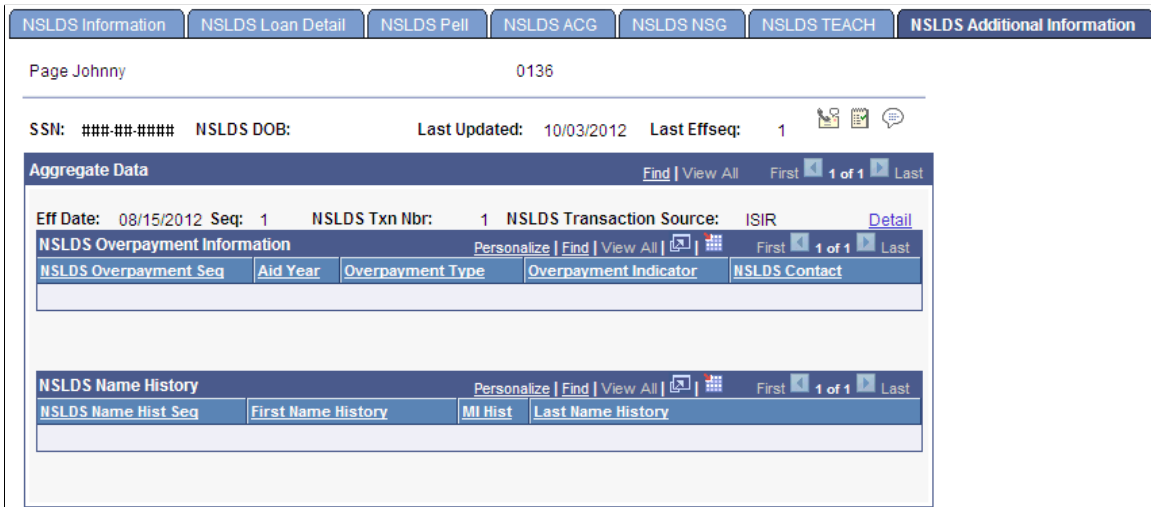 NSLDS Information NSLDS Loan Detail NSLDS Pell NSLDS ACG NSLDS NSG NSLDS TEACH NSLDS Additional Information
Page Johnny 0136
SSN: ###-##-#### NSLDS DOB: Last Updated: 10/03/2012 Last Effseq: 1
Aggregate Data Find | View All First 1 of 1 Last
Eff Date: 08/15/2012 Seq: 1 NSLDS Txn Nbr: 1 NSLDS Transaction Source: ISIR Detail
NSLDS Overpayment Information Personalize | Find | View All | | First 1 of 1 Last
NSLDS Overpayment Seq Aid Year Overpayment Type Overpayment Indicator NSLDS Contact
NSLDS Name History Personalize | Find | View All | | First 1 of 1 Last
NSLDS Name Hist Seq First Name History MI Hist Last Name History